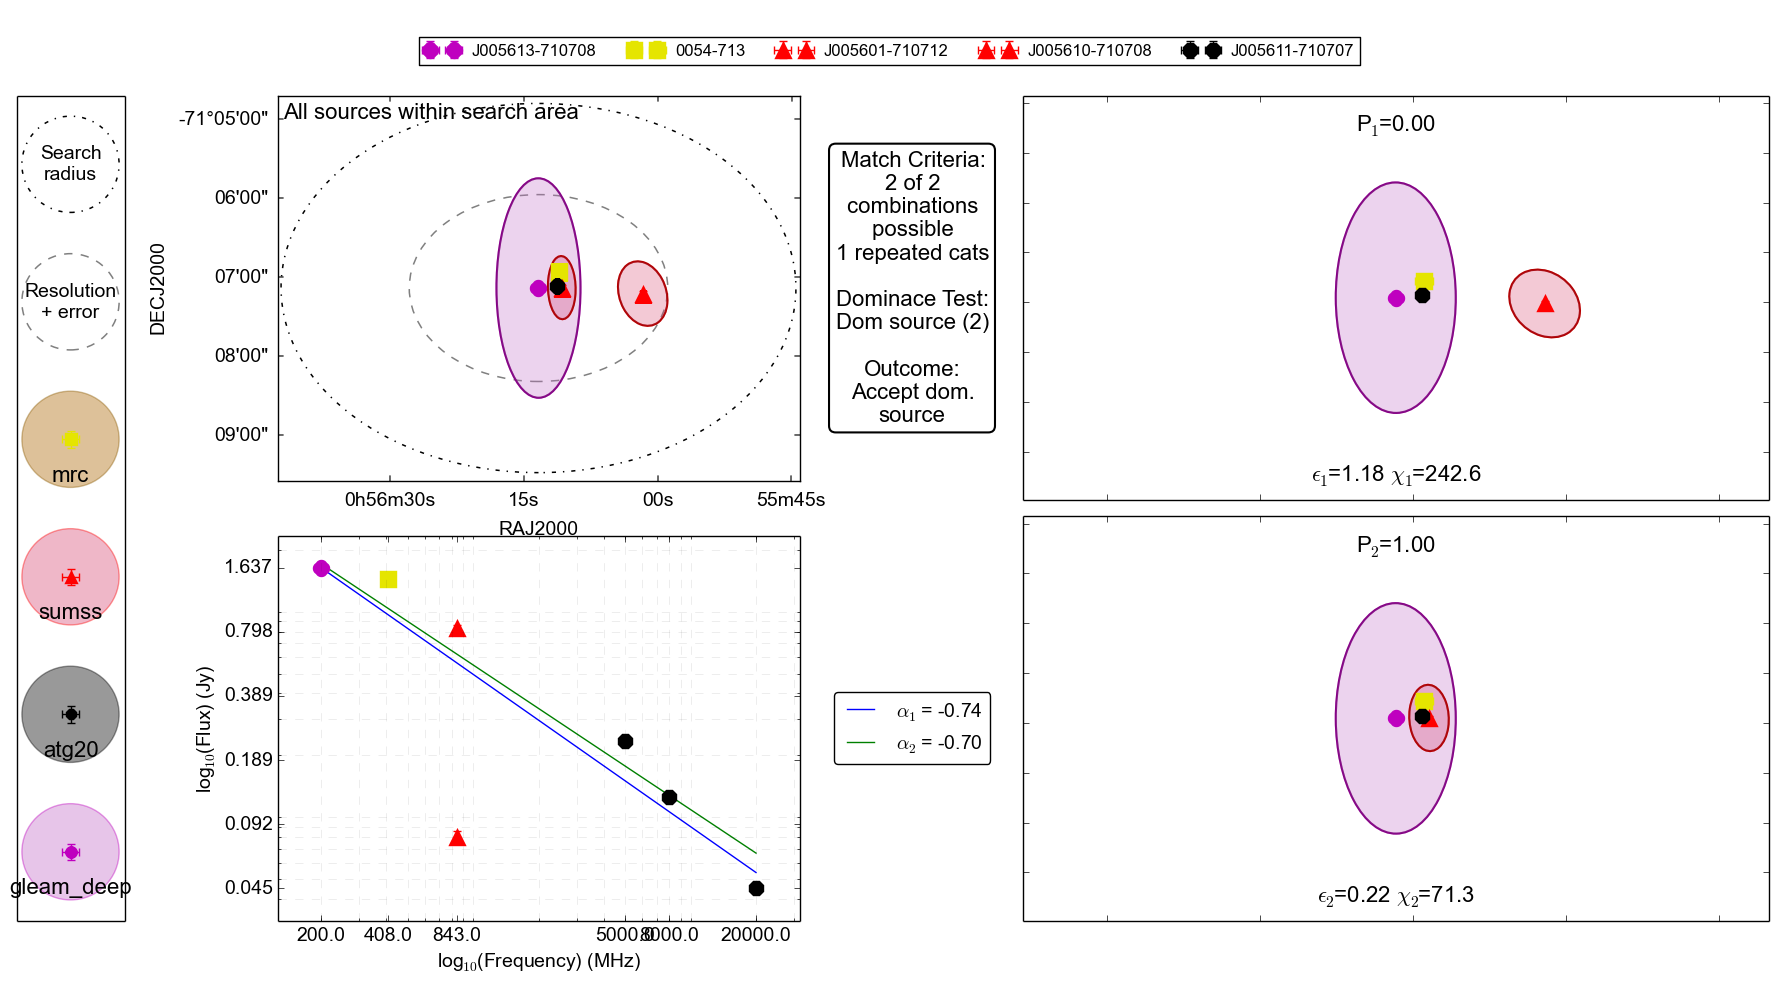 J005613-710708 0054-713 J005601-710712 J005610-710708 J005611-710707
Search
radius
Resolution
+ error
mrc
sumss
atg20
gleam_deep
All sources within search area
DECJ2000
-71°05'00"
06'00"
07'00"
08'00"
09'00"
0h56m30s 15s 00s 55m45s
RAJ2000
Match Criteria:
2 of 2
combinations
possible
1 repeated cats
Dominace Test:
Dom source (2)
Outcome:
Accept dom.
source
P₁=0.00
ϵ₁=1.18 χ₁=242.6
log₁₀(Flux) (Jy)
1.637
0.798
0.389
0.189
0.092
0.045
200.0 408.0 843.0 5000.0 8000.0 20000.0
log₁₀(Frequency) (MHz)
α₁ = -0.74
α₂ = -0.70
P₂=1.00
ϵ₂=0.22 χ₂=71.3